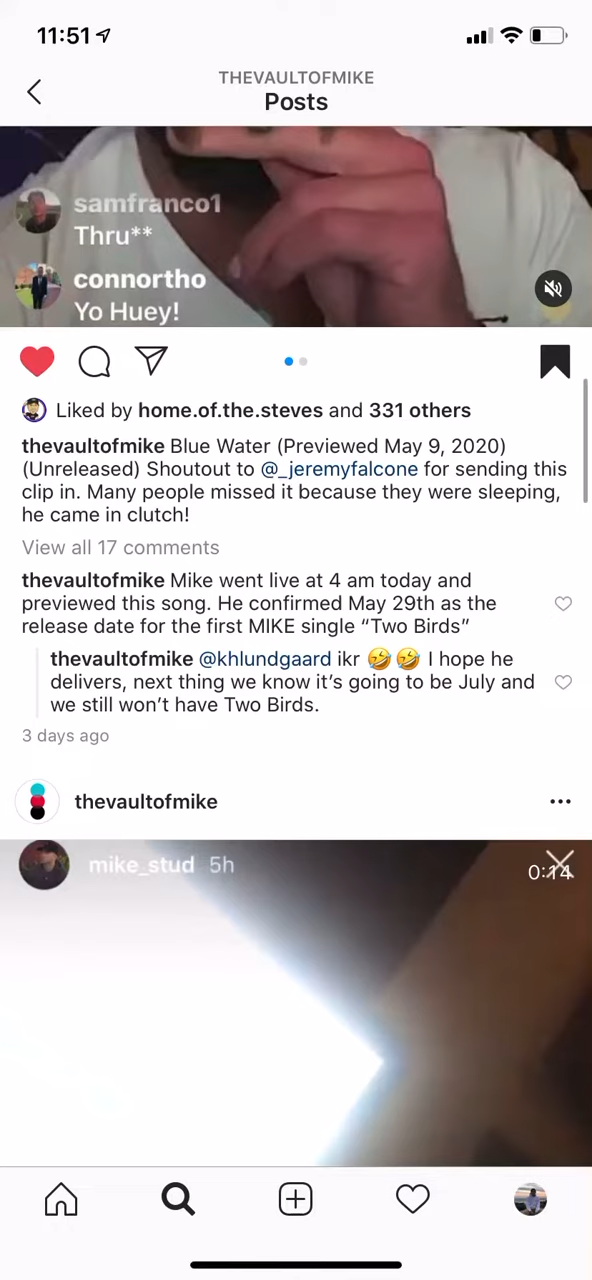 11:51
THEVAULTOFMIKE
Posts
samfranco1
Thru**
connortho
Yo Huey!
Liked by home.of.the.steves and 331 others
thevaultofmike Blue Water (Previewed May 9, 2020)
(Unreleased) Shoutout to @_jeremyfalcone for sending this
clip in. Many people missed it because they were sleeping,
he came in clutch!
View all 17 comments
thevaultofmike Mike went live at 4 am today and
previewed this song. He confirmed May 29th as the
release date for the first MIKE single “Two Birds”
thevaultofmike @khlundgaard ikr 🤣🤣 I hope he
delivers, next thing we know it’s going to be July and
we still won’t have Two Birds.
3 days ago
thevaultofmike
mike_stud 5h
0:14